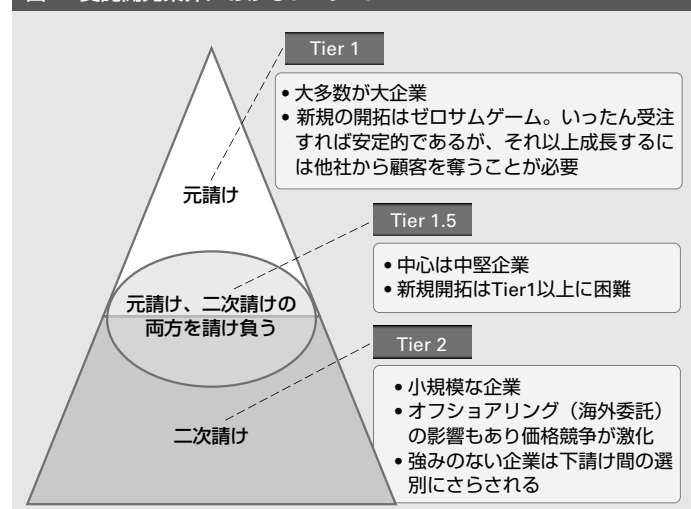 Tier 1
• 大多数が大企業
• 新規の開拓はゼロサムゲーム。いったん受注
すれば安定的であるが、それ以上成長するに
は他社から顧客を奪うことが必要
元請け
Tier 1.5
• 中心は中堅企業
• 新規開拓はTier1以上に困難
元請け、二次請けの
両方を請け負う
Tier 2
• 小規模な企業
• オフショアリング（海外委託）
の影響もあり価格競争が激化
• 強みのない企業は下請け間の選
別にさらされる
二次請け